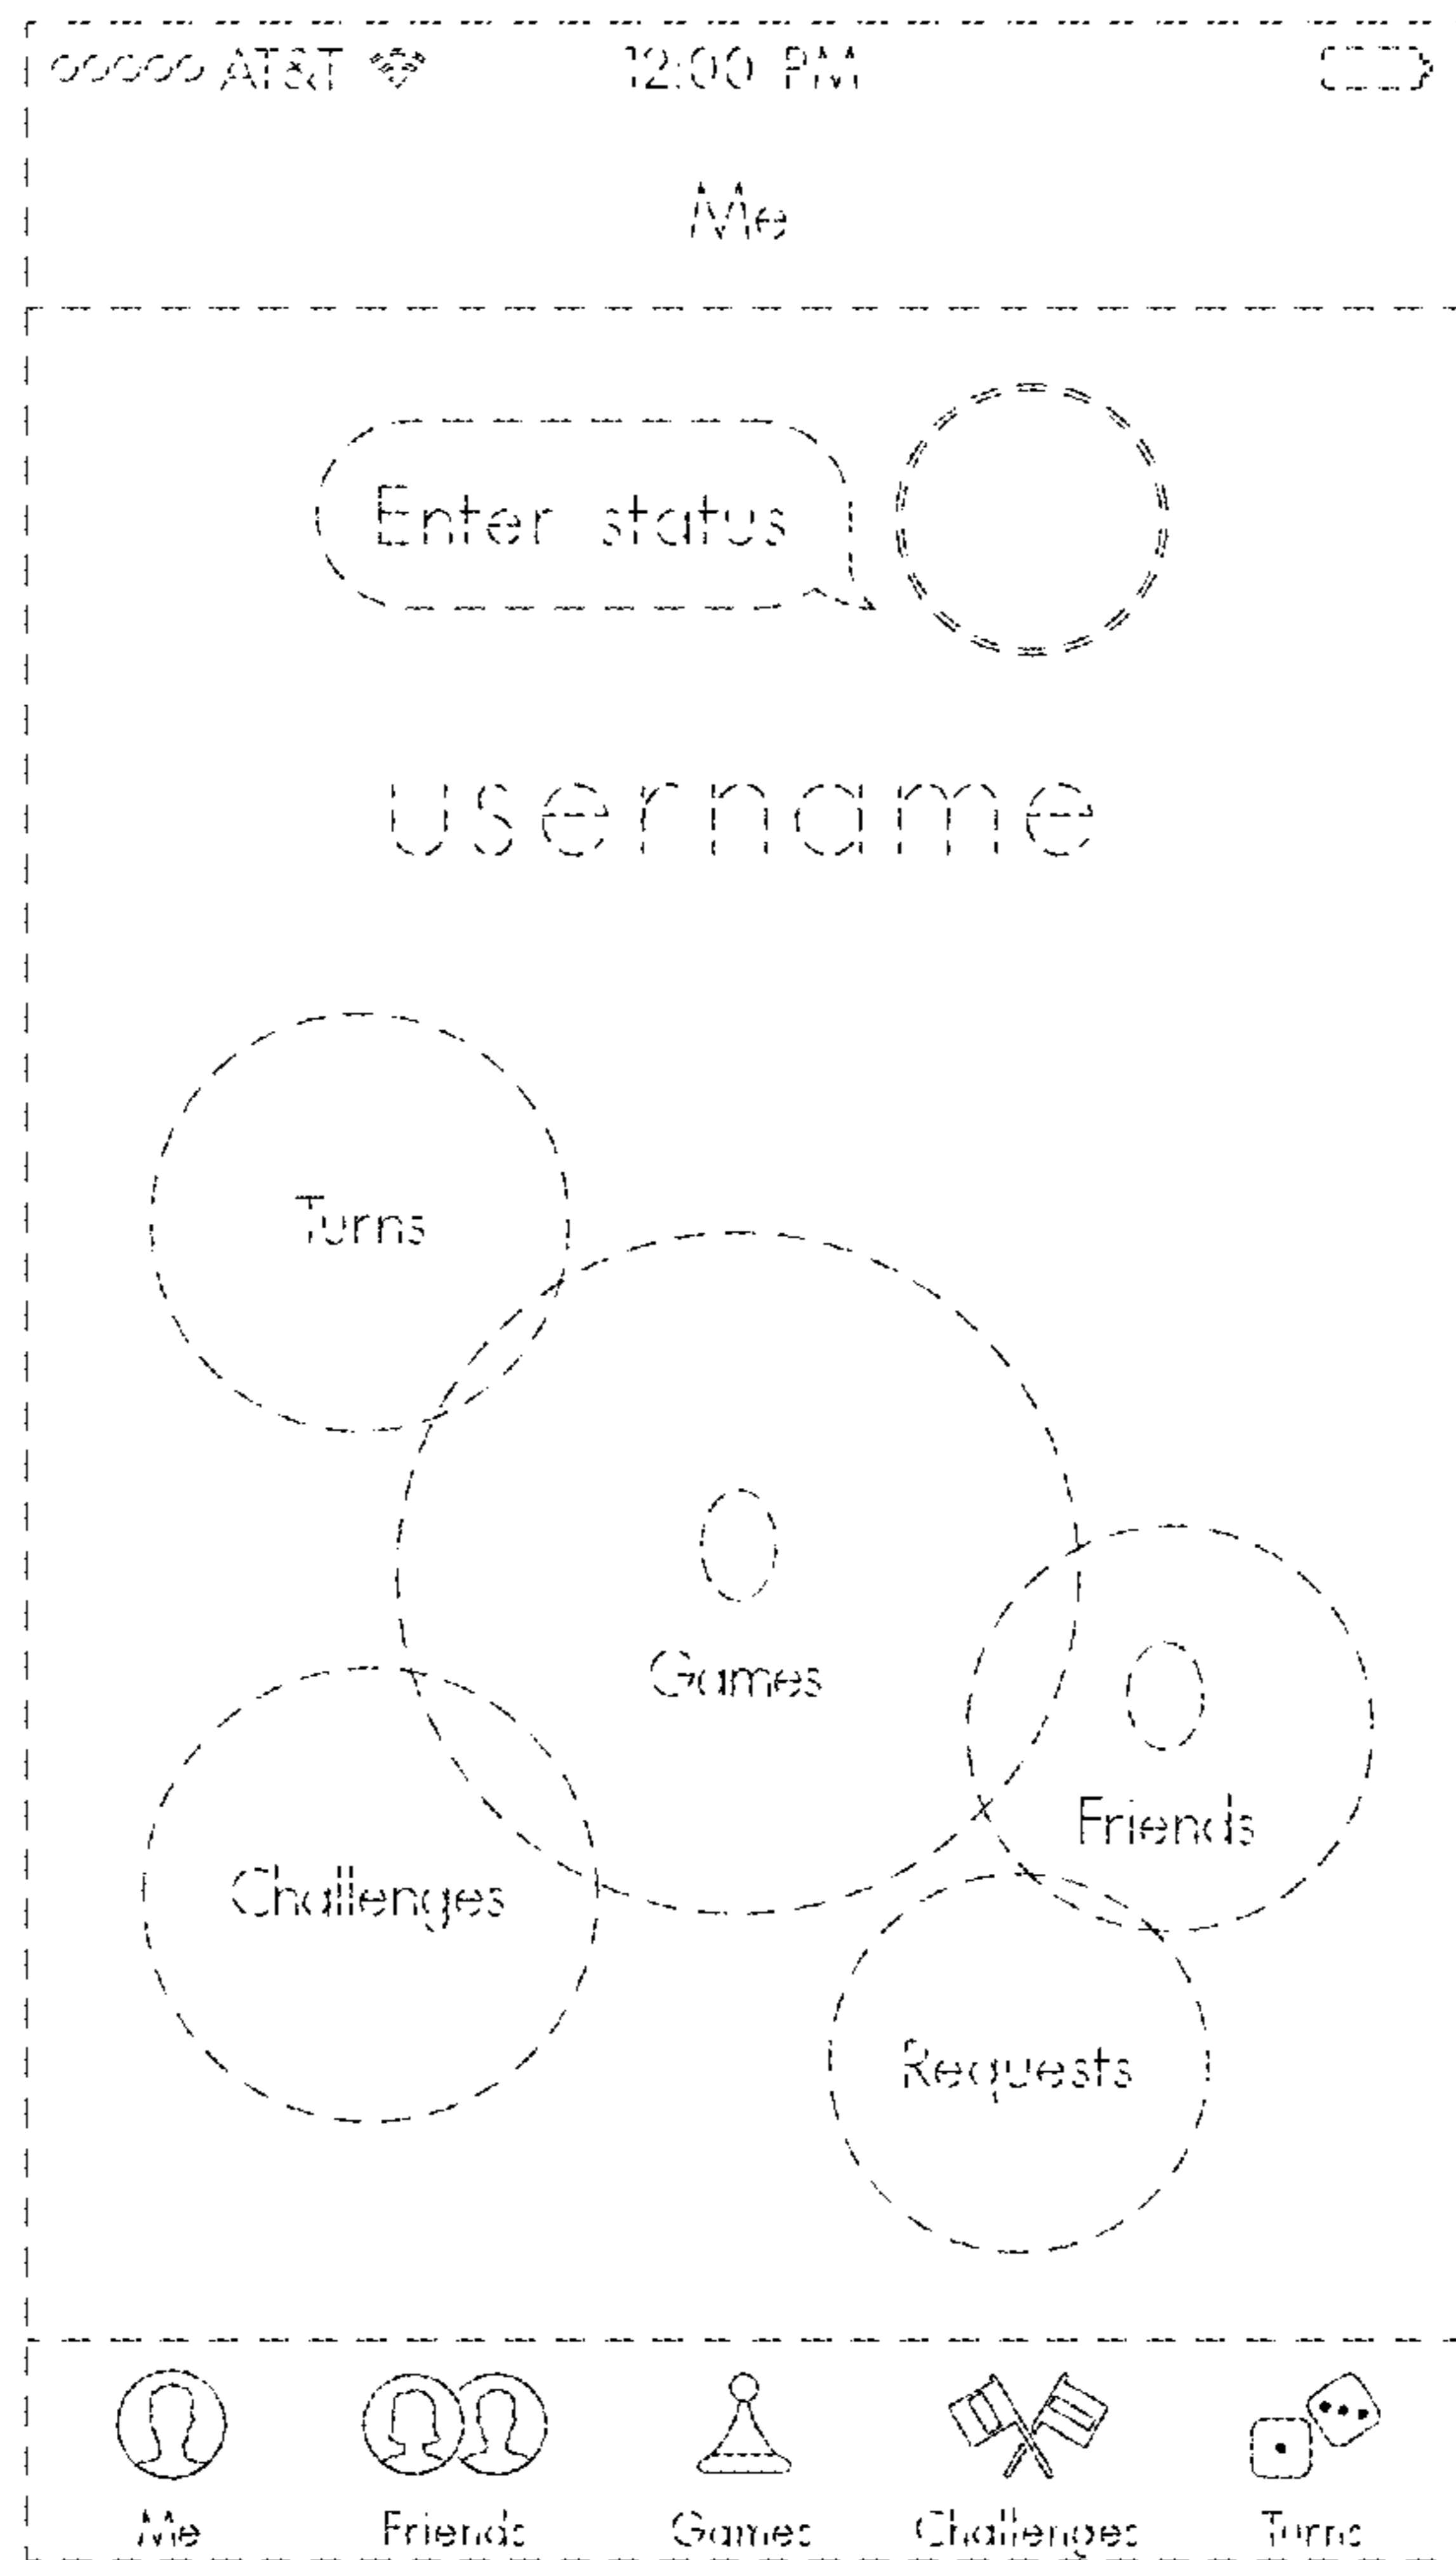 AT&T 12:00 PM
Me
Enter status
username
Turns
0
Games
0
Friends
Challenges
Requests
Me Friends Games Challenges Turns